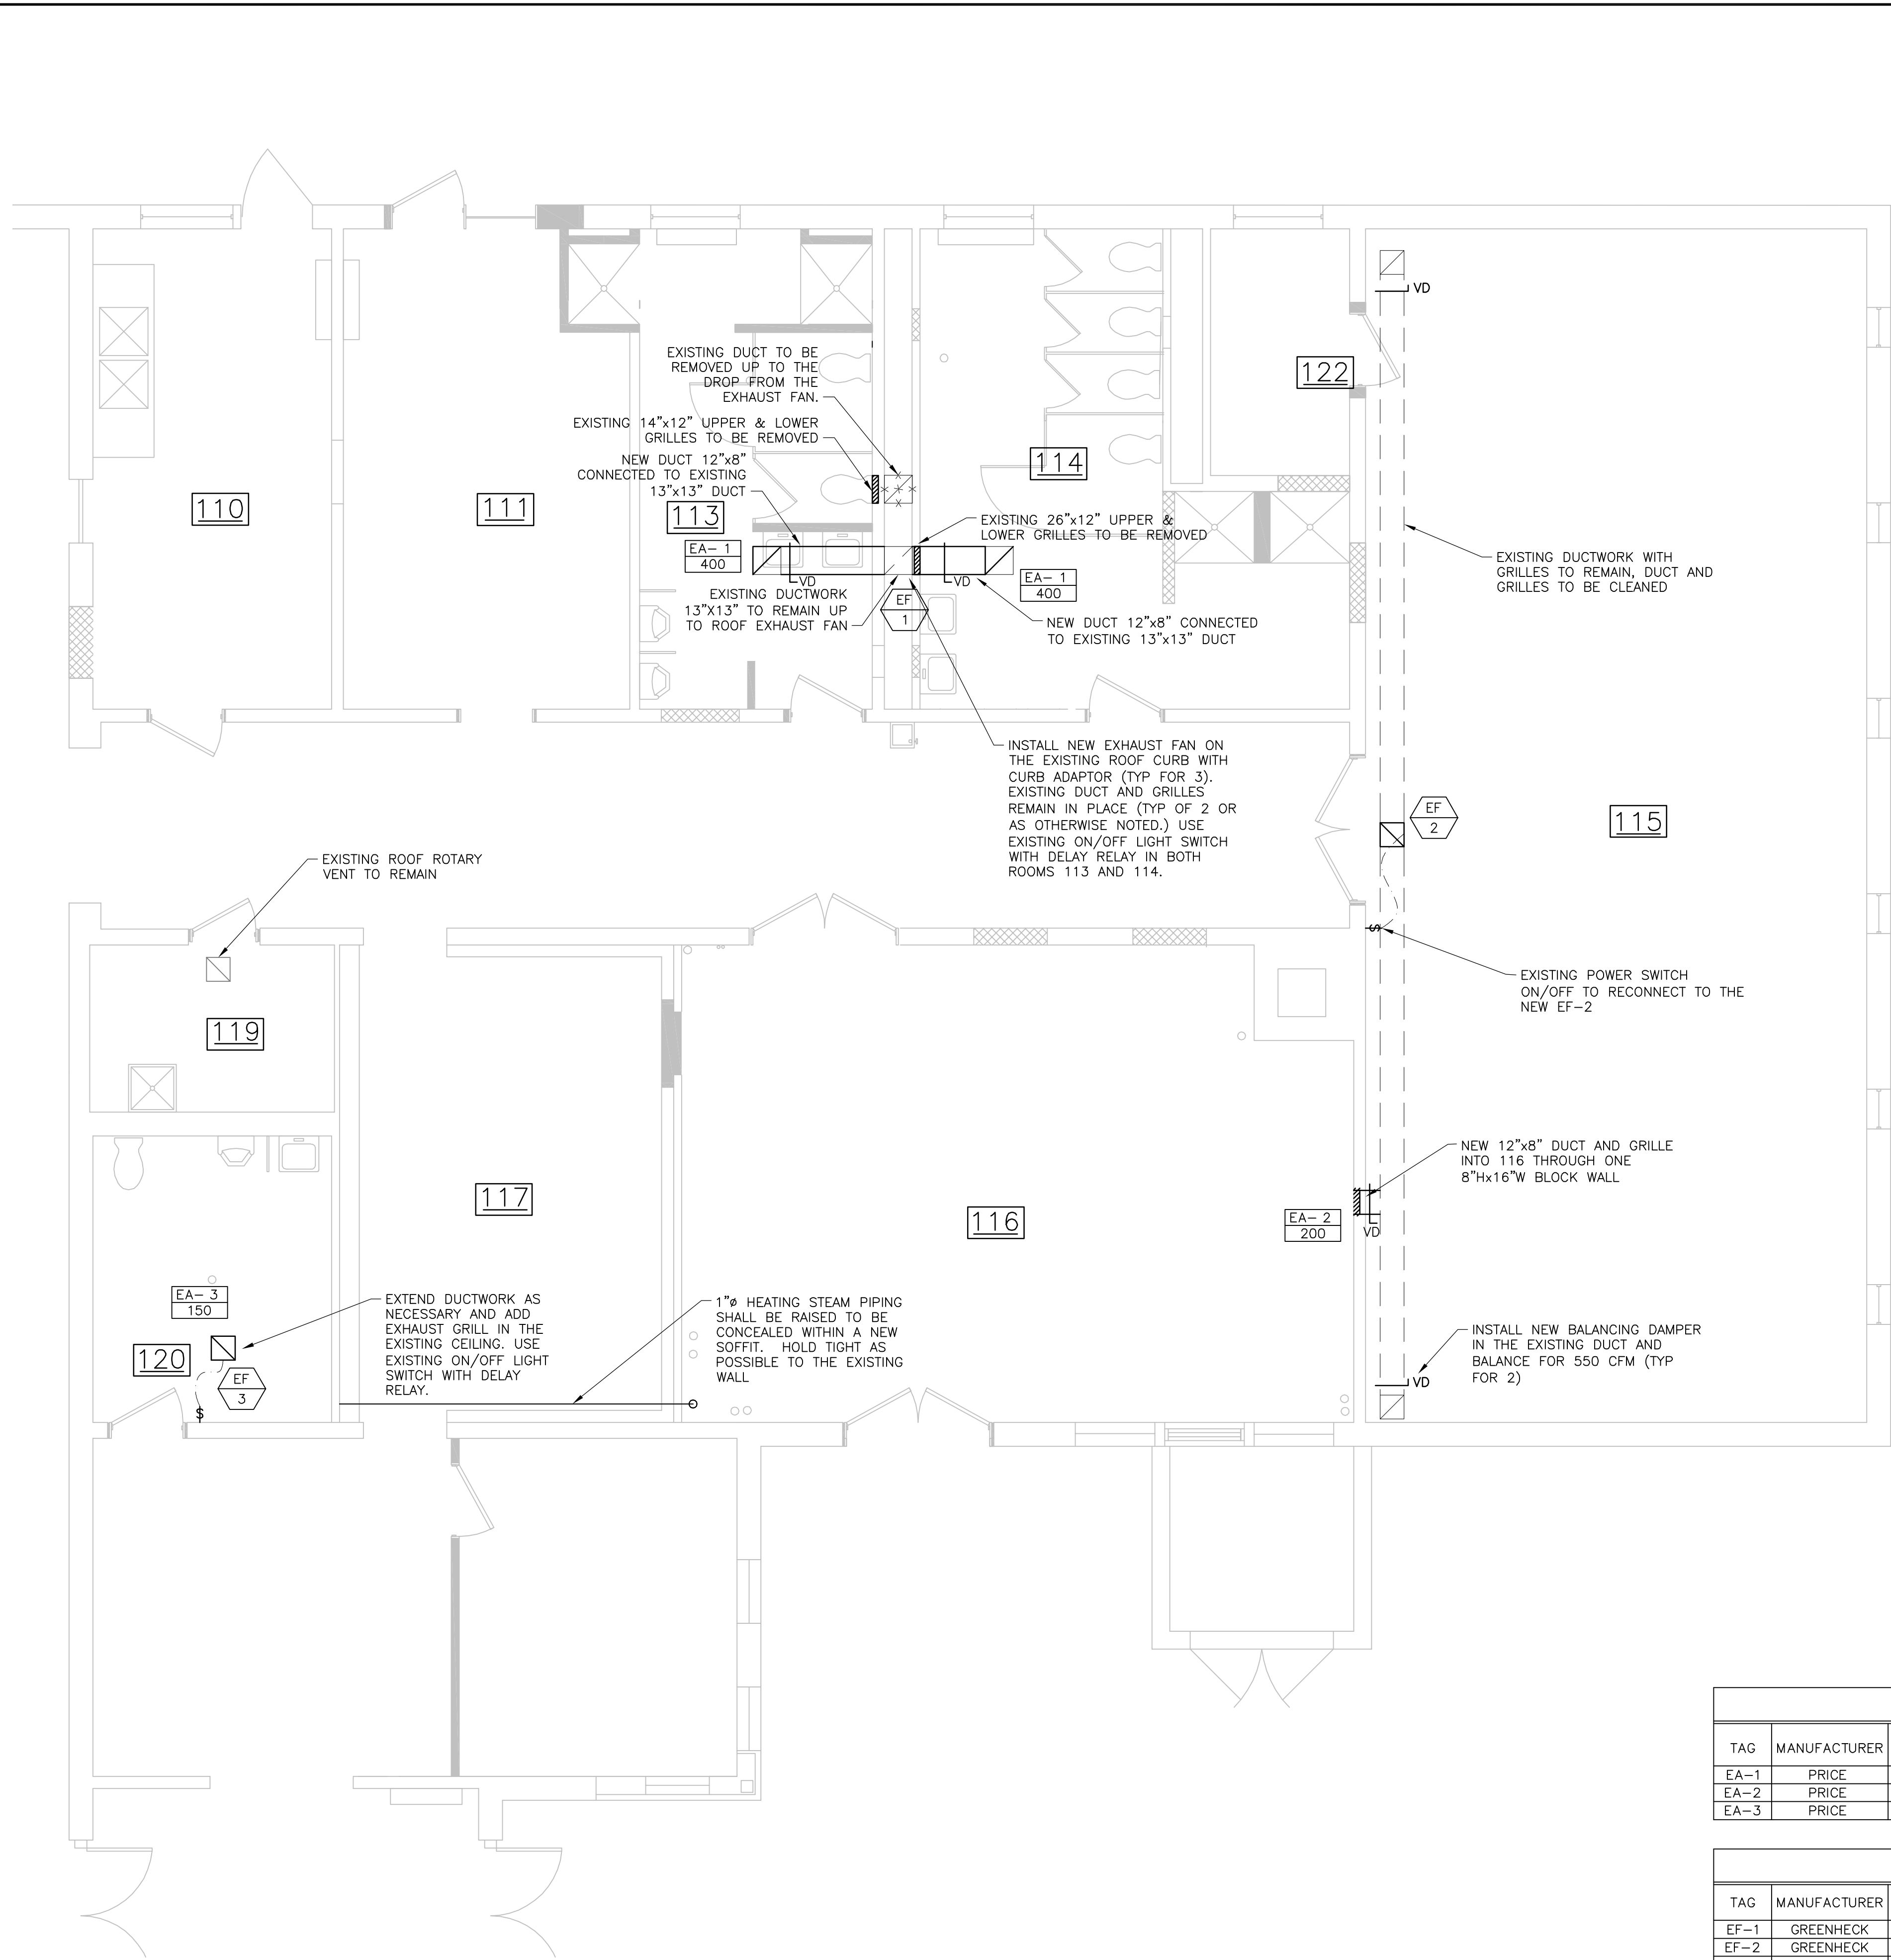 VD
EXISTING DUCT TO BE
REMOVED UP TO THE
DROP FROM THE
EXHAUST FAN.
122
EXISTING 14"x12" UPPER & LOWER
GRILLES TO BE REMOVED
NEW DUCT 12"x8"
CONNECTED TO EXISTING
13"x13" DUCT
114
110
111
113
EXISTING 26"x12" UPPER &
LOWER GRILLES TO BE REMOVED
EA- 1
400
VD
VD
EA- 1
400
EXISTING DUCTWORK
13"X13" TO REMAIN UP
TO ROOF EXHAUST FAN
EF
1
NEW DUCT 12"x8" CONNECTED
TO EXISTING 13"x13" DUCT
EXISTING DUCTWORK WITH
GRILLES TO REMAIN, DUCT AND
GRILLES TO BE CLEANED
INSTALL NEW EXHAUST FAN ON
THE EXISTING ROOF CURB WITH
CURB ADAPTOR (TYP FOR 3).
EXISTING DUCT AND GRILLES
REMAIN IN PLACE (TYP OF 2 OR
AS OTHERWISE NOTED.) USE
EXISTING ON/OFF LIGHT SWITCH
WITH DELAY RELAY IN BOTH
ROOMS 113 AND 114.
EF
2
115
EXISTING ROOF ROTARY
VENT TO REMAIN
$
EXISTING POWER SWITCH
ON/OFF TO RECONNECT TO THE
NEW EF-2
119
NEW 12"x8" DUCT AND GRILLE
INTO 116 THROUGH ONE
8"Hx16"W BLOCK WALL
117
116
EA- 2
200
VD
EA- 3
150
EXTEND DUCTWORK AS
NECESSARY AND ADD
EXHAUST GRILL IN THE
EXISTING CEILING. USE
EXISTING ON/OFF LIGHT
SWITCH WITH DELAY
RELAY.
1"ø HEATING STEAM PIPING
SHALL BE RAISED TO BE
CONCEALED WITHIN A NEW
SOFFIT. HOLD TIGHT AS
POSSIBLE TO THE EXISTING
WALL
120
EF
3
$
INSTALL NEW BALANCING DAMPER
IN THE EXISTING DUCT AND
BALANCE FOR 550 CFM (TYP
FOR 2)
VD
TAG MANUFACTURER
EA-1 PRICE
EA-2 PRICE
EA-3 PRICE
TAG MANUFACTURER
EF-1 GREENHECK
EF-2 GREENHECK